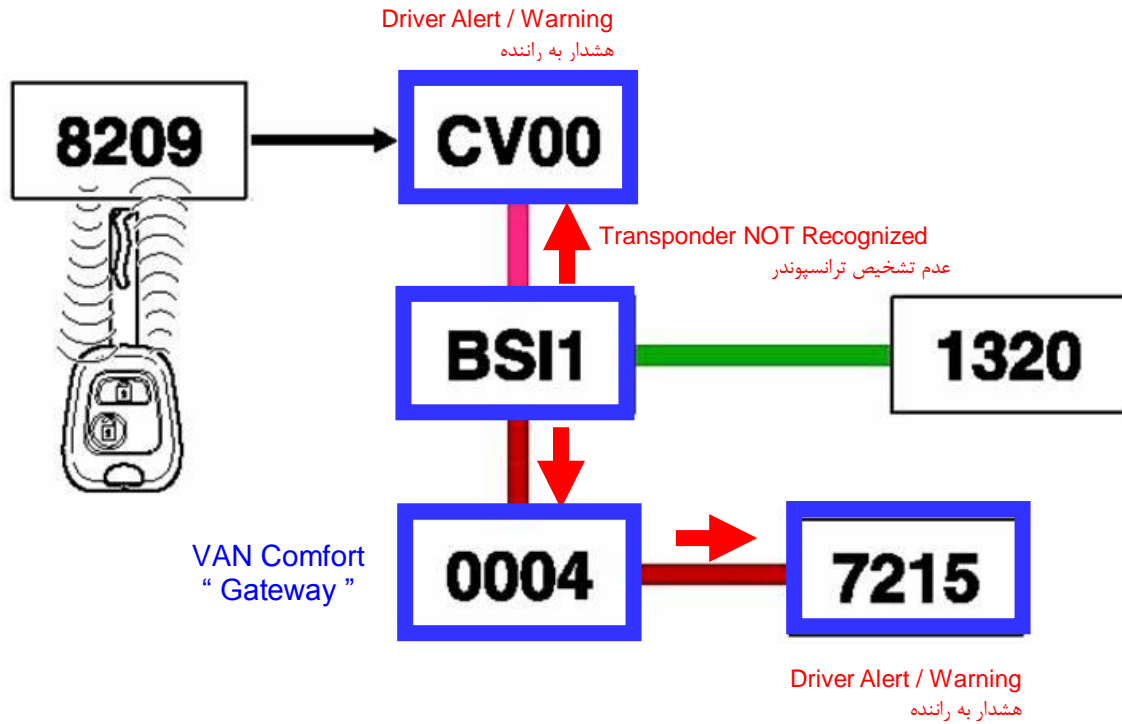 Driver Alert / Warning
هشدار به راننده
8209
CV00
Transponder NOT Recognized
عدم تشخیص ترانسپوندر
BSI1
1320
VAN Comfort
“ Gateway ”
0004
7215
Driver Alert / Warning
هشدار به راننده